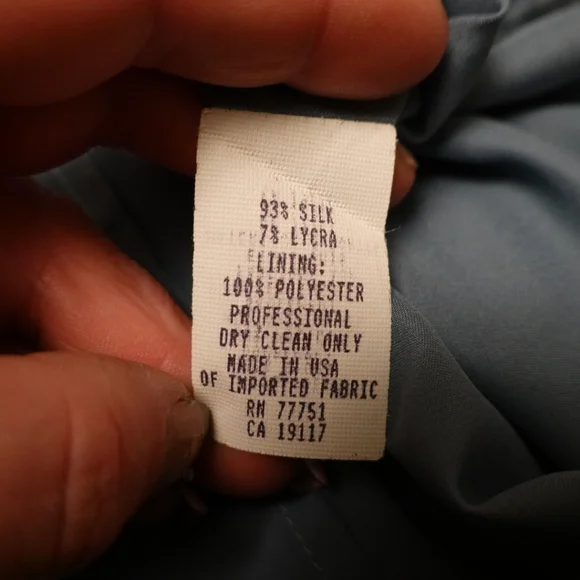 93% SILK
7% LYCRA
LINING:
100% POLYESTER
PROFESSIONAL
DRY CLEAN ONLY
MADE IN USA
OF IMPORTED FABRIC
RN 77751
CA 19117